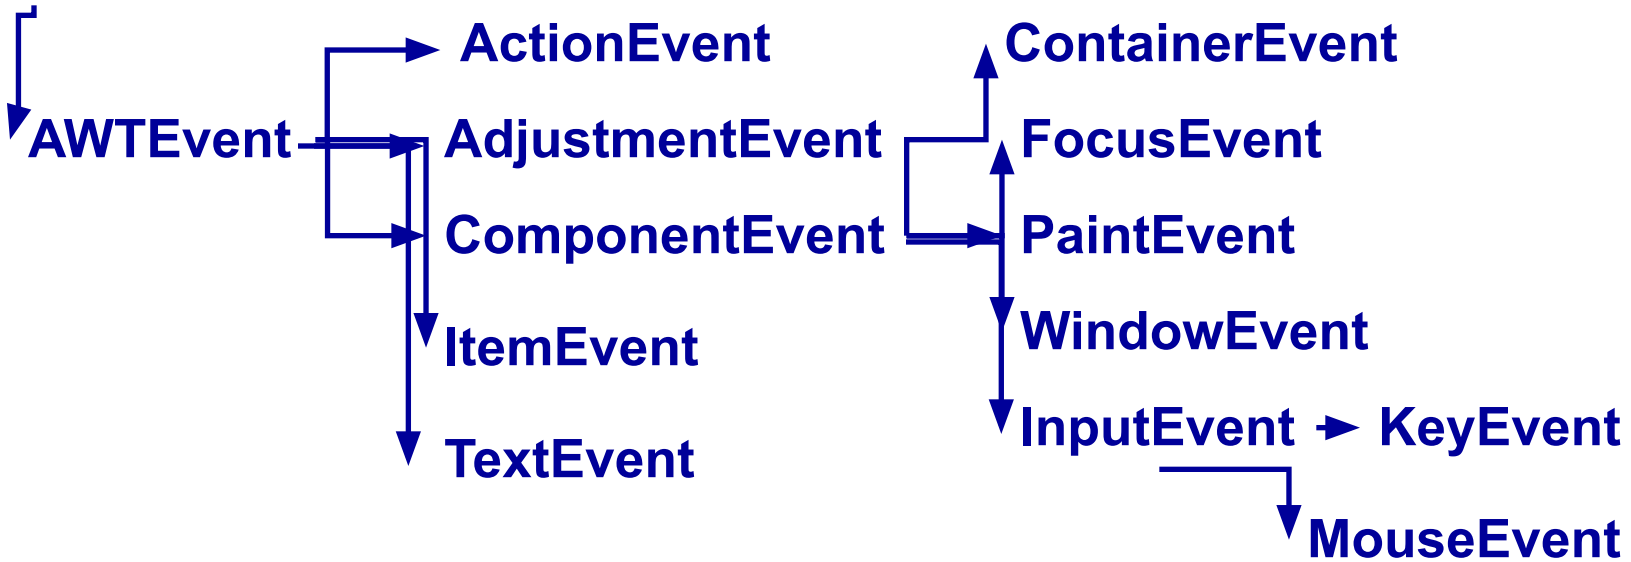 ActionEvent
ContainerEvent
AWTEvent
AdjustmentEvent
FocusEvent
ComponentEvent
PaintEvent
ItemEvent
WindowEvent
InputEvent
KeyEvent
TextEvent
MouseEvent